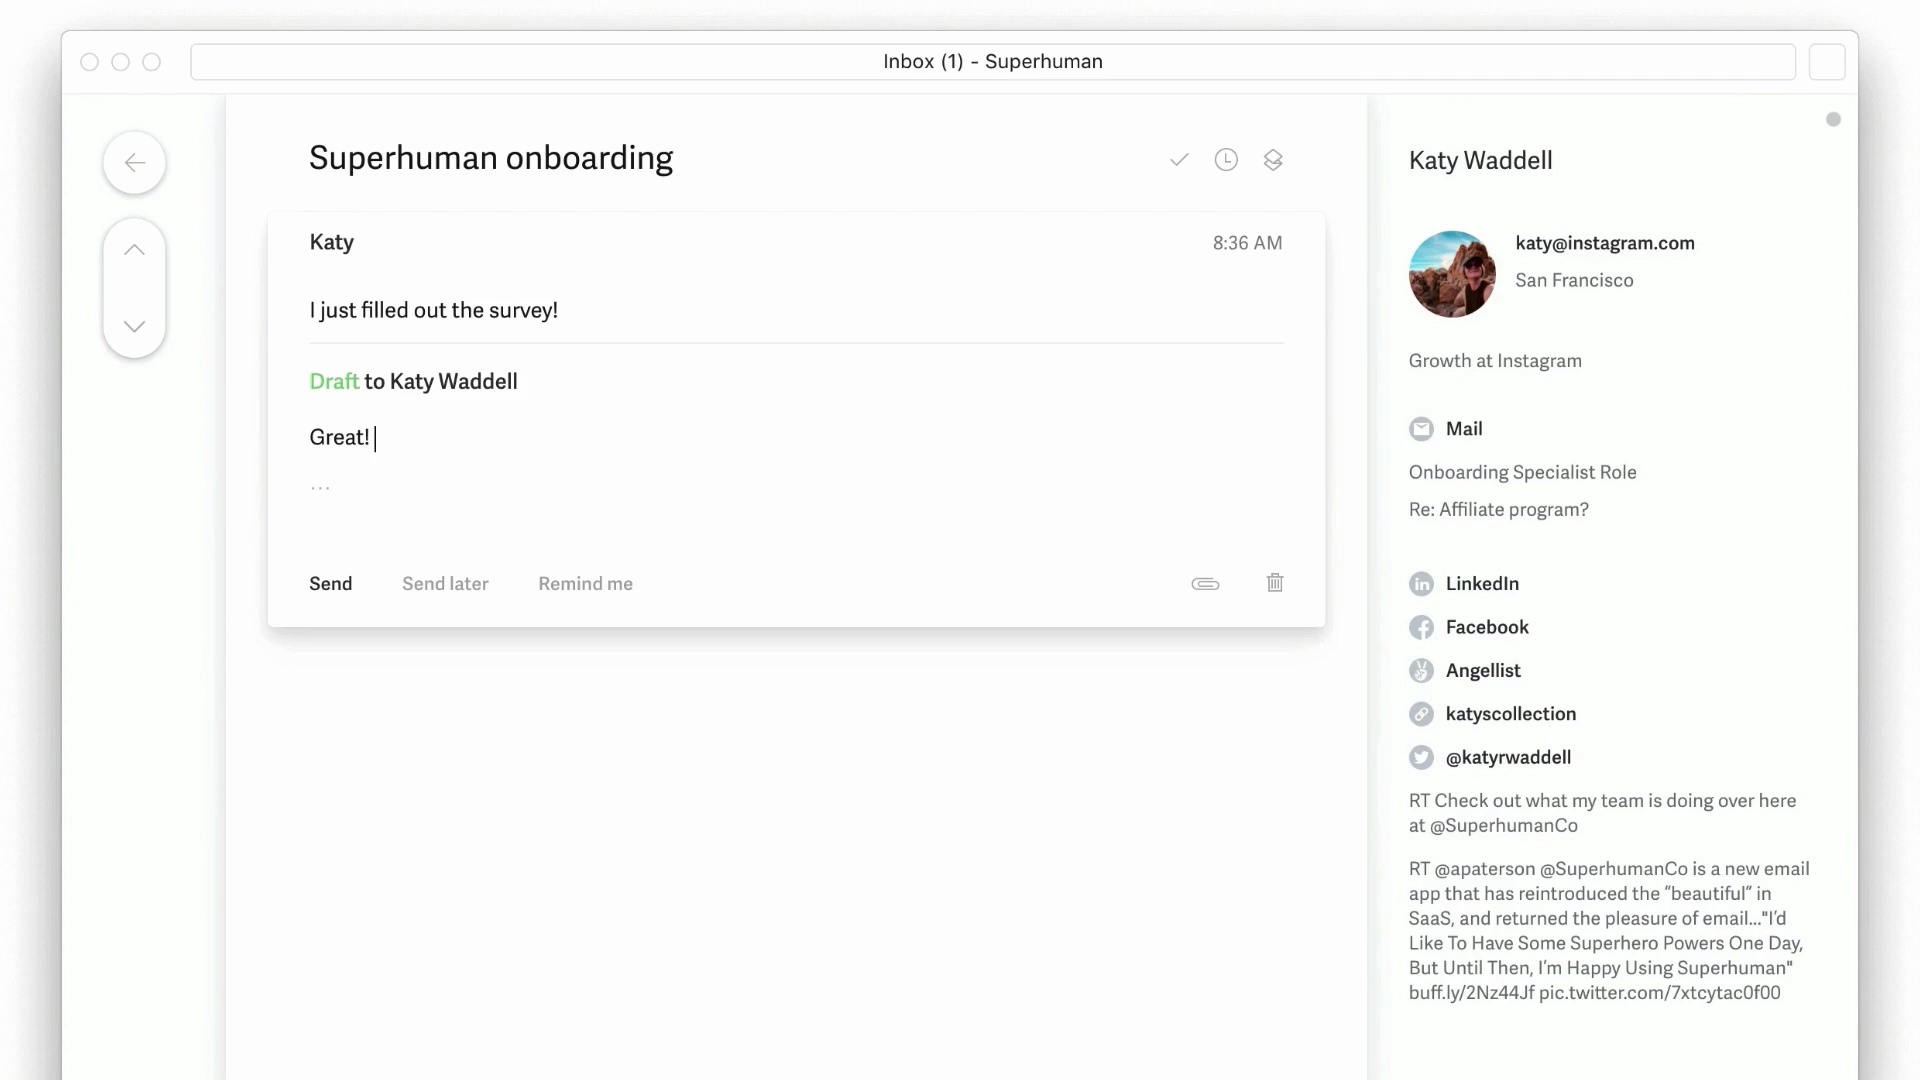 Inbox (1) - Superhuman
Superhuman onboarding
Katy
8:36 AM
I just filled out the survey!
Draft to Katy Waddell
Great!
...
Send
Send later
Remind me
Katy Waddell
katy@instagram.com
San Francisco
Growth at Instagram
Mail
Onboarding Specialist Role
Re: Affiliate program?
LinkedIn
Facebook
Angellist
katyscollection
@katyrwaddell
RT Check out what my team is doing over here
at @SuperhumanCo
RT @apaterson @SuperhumanCo is a new email
app that has reintroduced the “beautiful” in
SaaS, and returned the pleasure of email..."I’d
Like To Have Some Superhero Powers One Day,
But Until Then, I’m Happy Using Superhuman"
buff.ly/2Nz44Jf pic.twitter.com/7xtcytac0f00